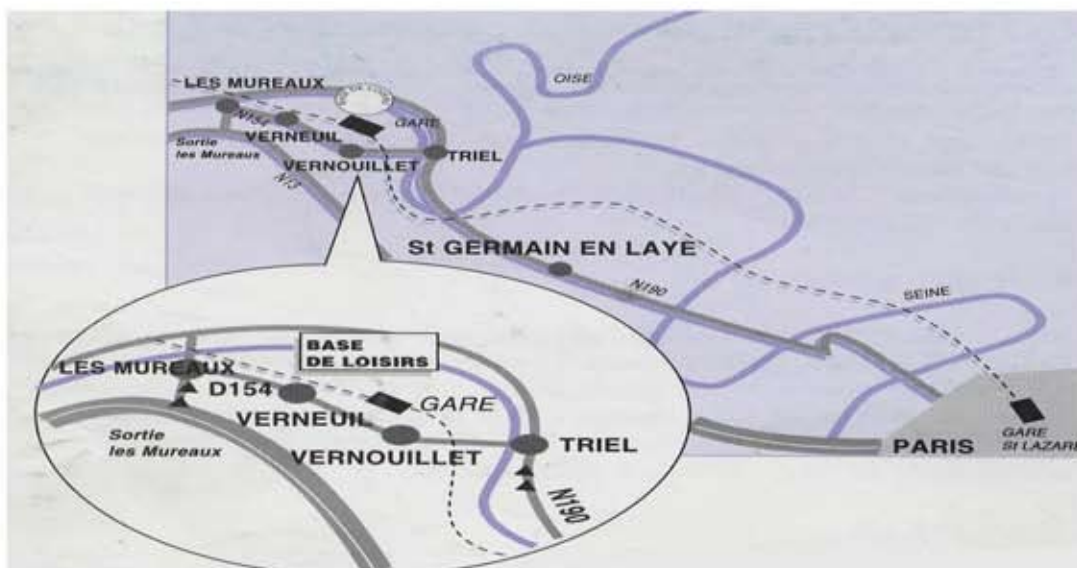 OISE
LES MUREAUX
N154
GARE
VERNEUIL
Sortie
les Mureaux
VERNOUILLET
TRIEL
N13
St GERMAIN EN LAYE
N190
SEINE
BASE
DE LOISIRS
LES MUREAUX
D154
GARE
VERNEUIL
Sortie
les Mureaux
VERNOUILLET
TRIEL
N190
PARIS
GARE
St LAZARE